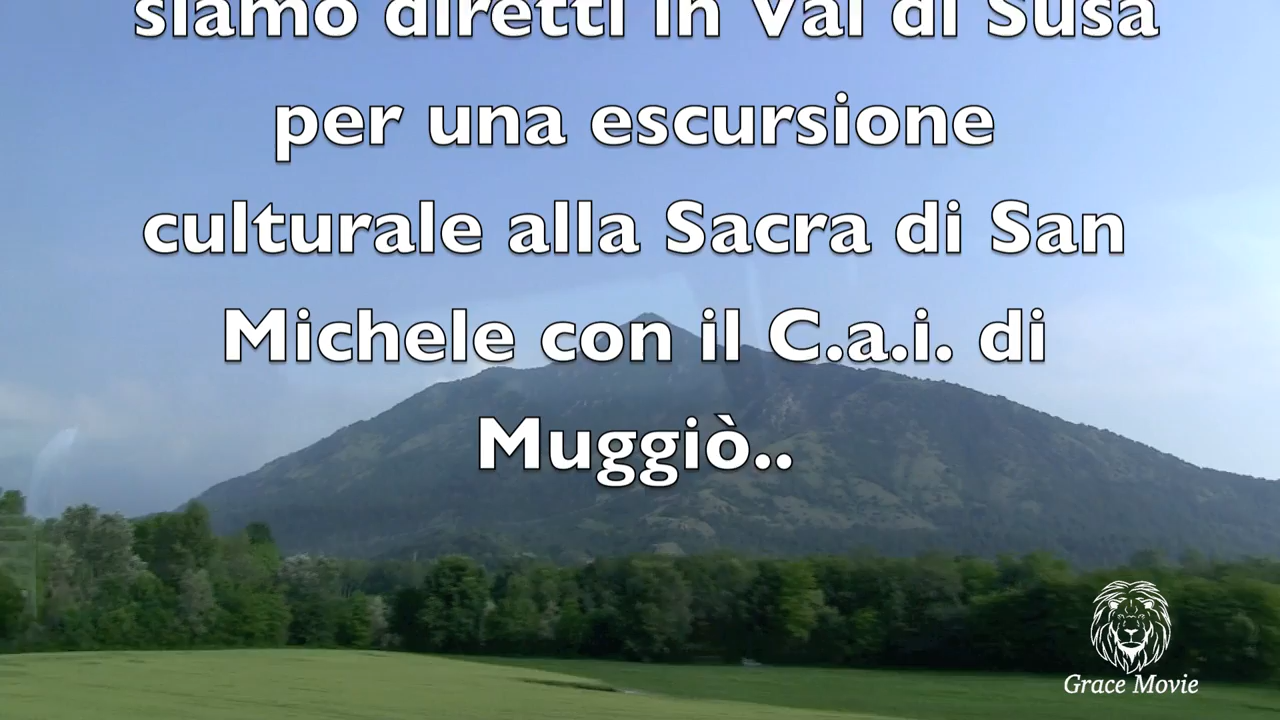 siamo diretti in Val di Susa
per una escursione
culturale alla Sacra di San
Michele con il C.a.i. di
Muggiò..
Grace Movie